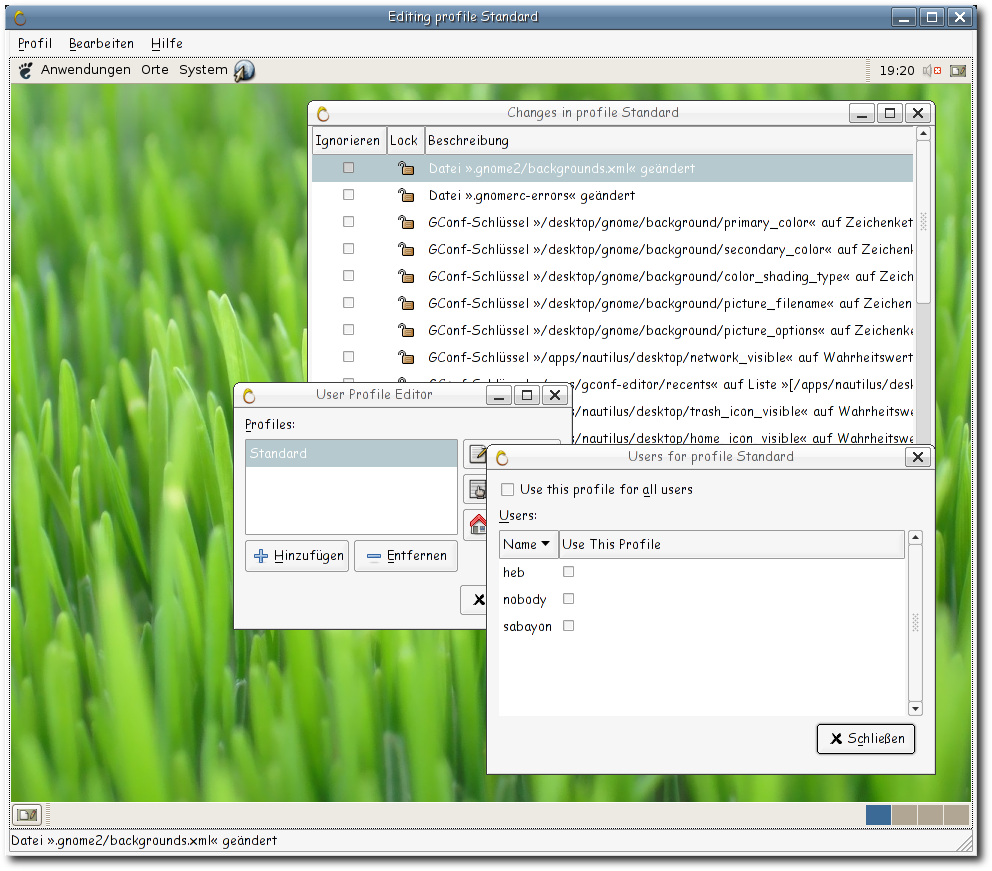 Editing profile Standard
Profil Bearbeiten Hilfe
Anwendungen Orte System 19:20
Changes in profile Standard
Ignorieren Lock Beschreibung
Datei ».gnome2/backgrounds.xml« geändert
Datei ».gnomerc-errors« geändert
GConf-Schlüssel »/desktop/gnome/background/primary_color« auf Zeichenket
GConf-Schlüssel »/desktop/gnome/background/secondary_color« auf Zeichenk
GConf-Schlüssel »/desktop/gnome/background/color_shading_type« auf Zeich
GConf-Schlüssel »/desktop/gnome/background/picture_filename« auf Zeichen
GConf-Schlüssel »/desktop/gnome/background/picture_options« auf Zeichenke
GConf-Schlüssel »/apps/nautilus/desktop/network_visible« auf Wahrheitswert
/gconf-editor/recents« auf Liste »[/apps/nautilus/desk
/nautilus/desktop/trash_icon_visible« auf Wahrheitswe
/nautilus/desktop/home_icon_visible« auf Wahrheitswe
User Profile Editor
Profiles:
Standard
Hinzufügen Entfernen
Users for profile Standard
Use this profile for all users
Users:
Name Use This Profile
heb
nobody
sabayon
Schließen
Datei ».gnome2/backgrounds.xml« geändert